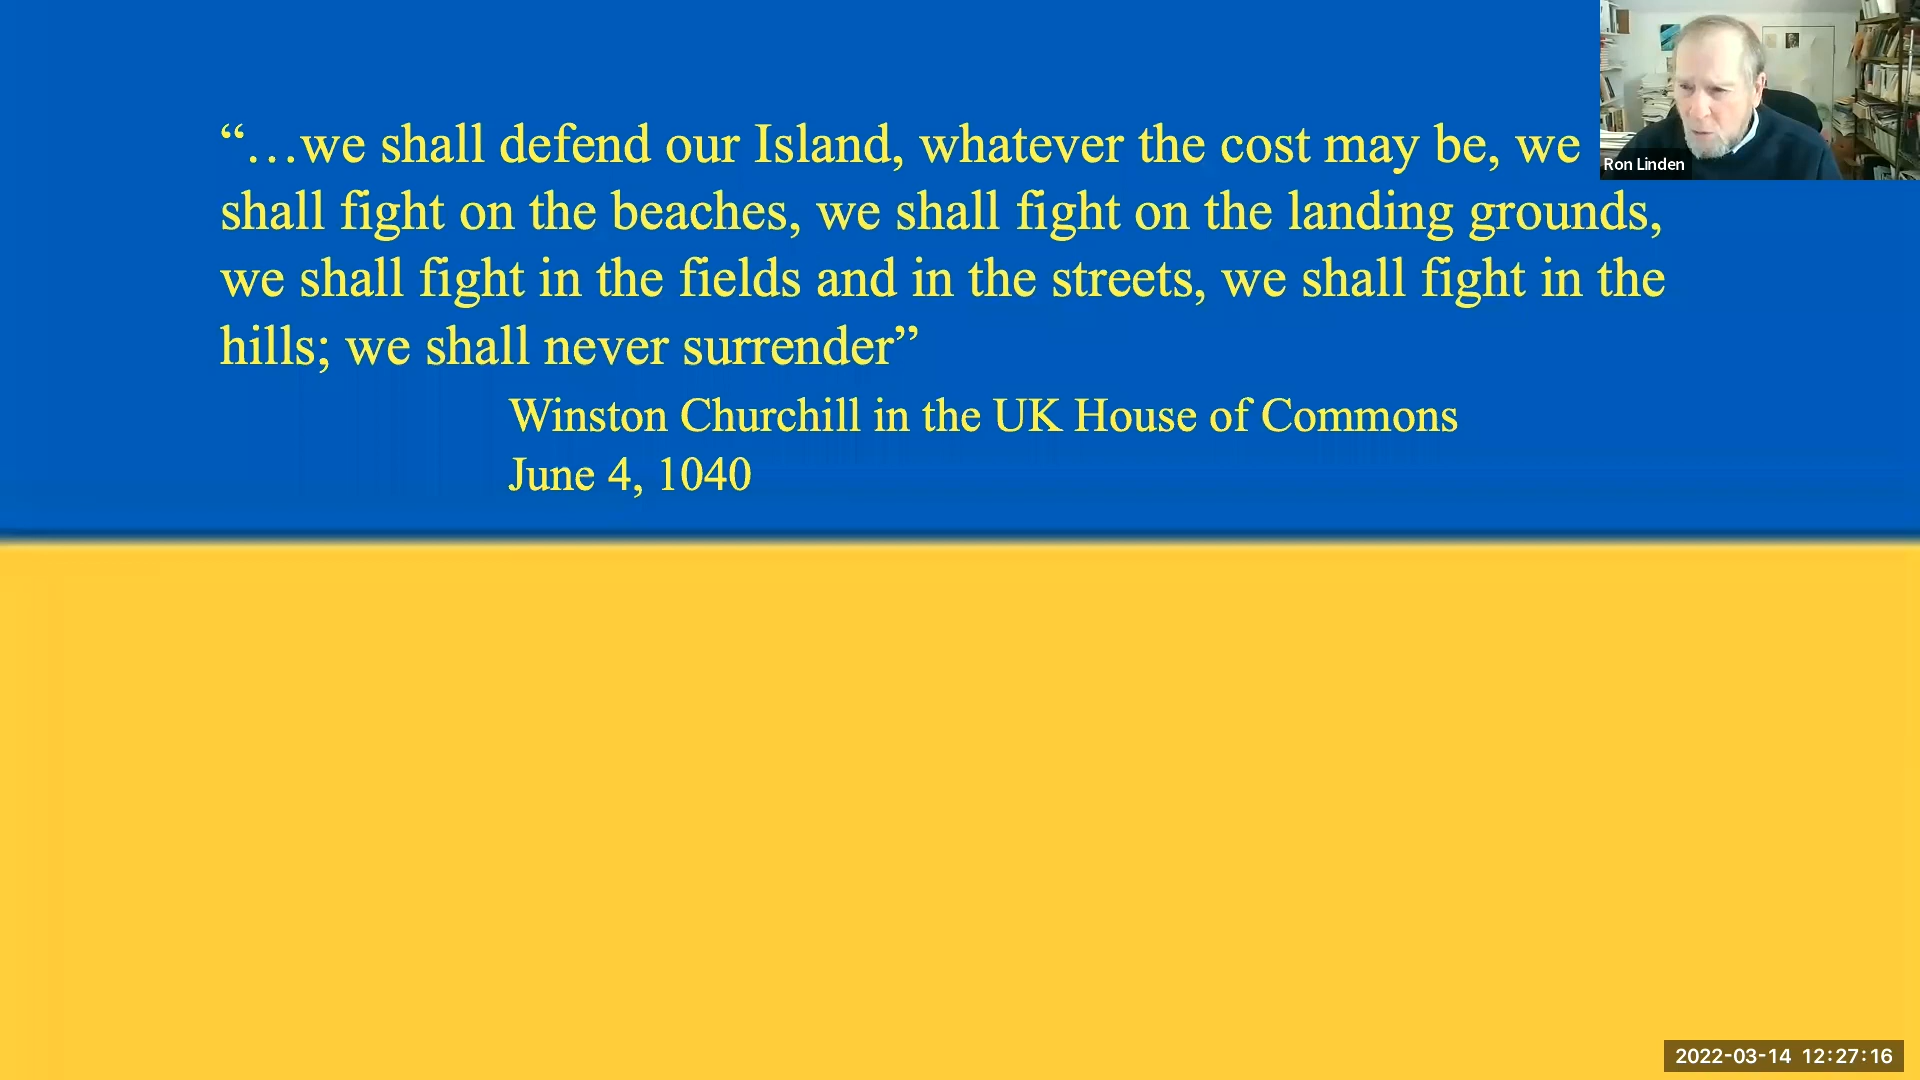 “…we shall defend our Island, whatever the cost may be, we
shall fight on the beaches, we shall fight on the landing grounds,
we shall fight in the fields and in the streets, we shall fight in the
hills; we shall never surrender”
Winston Churchill in the UK House of Commons
June 4, 1040
Ron Linden
2022-03-14 12:27:16